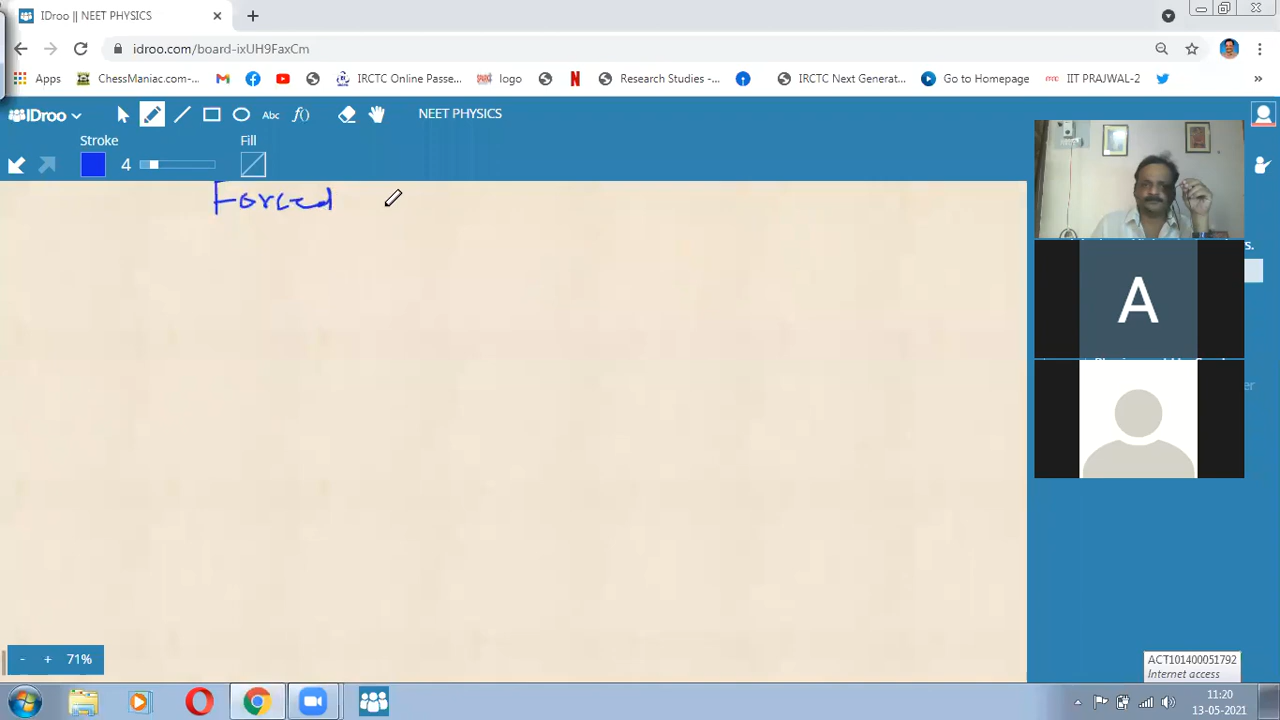 IDroo || NEET PHYSICS
idroo.com/board-ixUH9FaxCm
Apps ChessManiac.com-... IRCTC Online Passe... logo Research Studies -... IRCTC Next Generat... Go to Homepage IIT PRAJWAL-2 »
IDroo Abc f() NEET PHYSICS
Stroke Fill
4
Forced
A
- + 71%
ACT101400051792
Internet access
11:20
13-05-2021